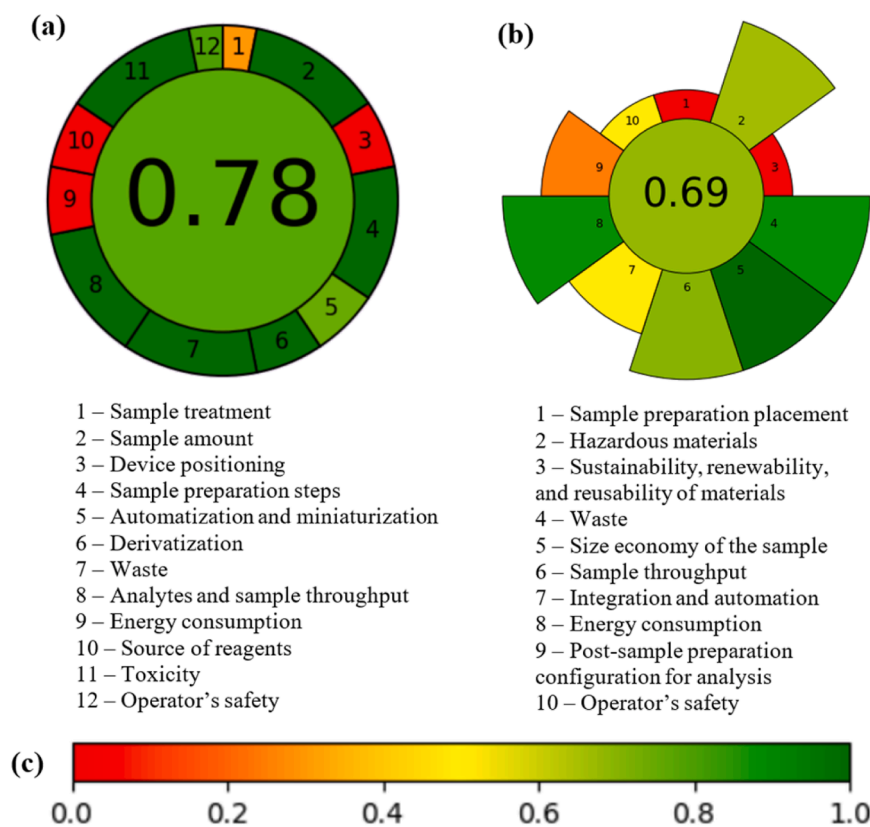 (a)
12
1
2
3
4
5
6
7
8
9
10
11
0.78
(b)
1
2
3
4
5
6
7
8
9
10
0.69
1 – Sample treatment
2 – Sample amount
3 – Device positioning
4 – Sample preparation steps
5 – Automatization and miniaturization
6 – Derivatization
7 – Waste
8 – Analytes and sample throughput
9 – Energy consumption
10 – Source of reagents
11 – Toxicity
12 – Operator’s safety
1 – Sample preparation placement
2 – Hazardous materials
3 – Sustainability, renewability,
and reusability of materials
4 – Waste
5 – Size economy of the sample
6 – Sample throughput
7 – Integration and automation
8 – Energy consumption
9 – Post-sample preparation
configuration for analysis
10 – Operator’s safety
(c)
0.0 0.2 0.4 0.6 0.8 1.0